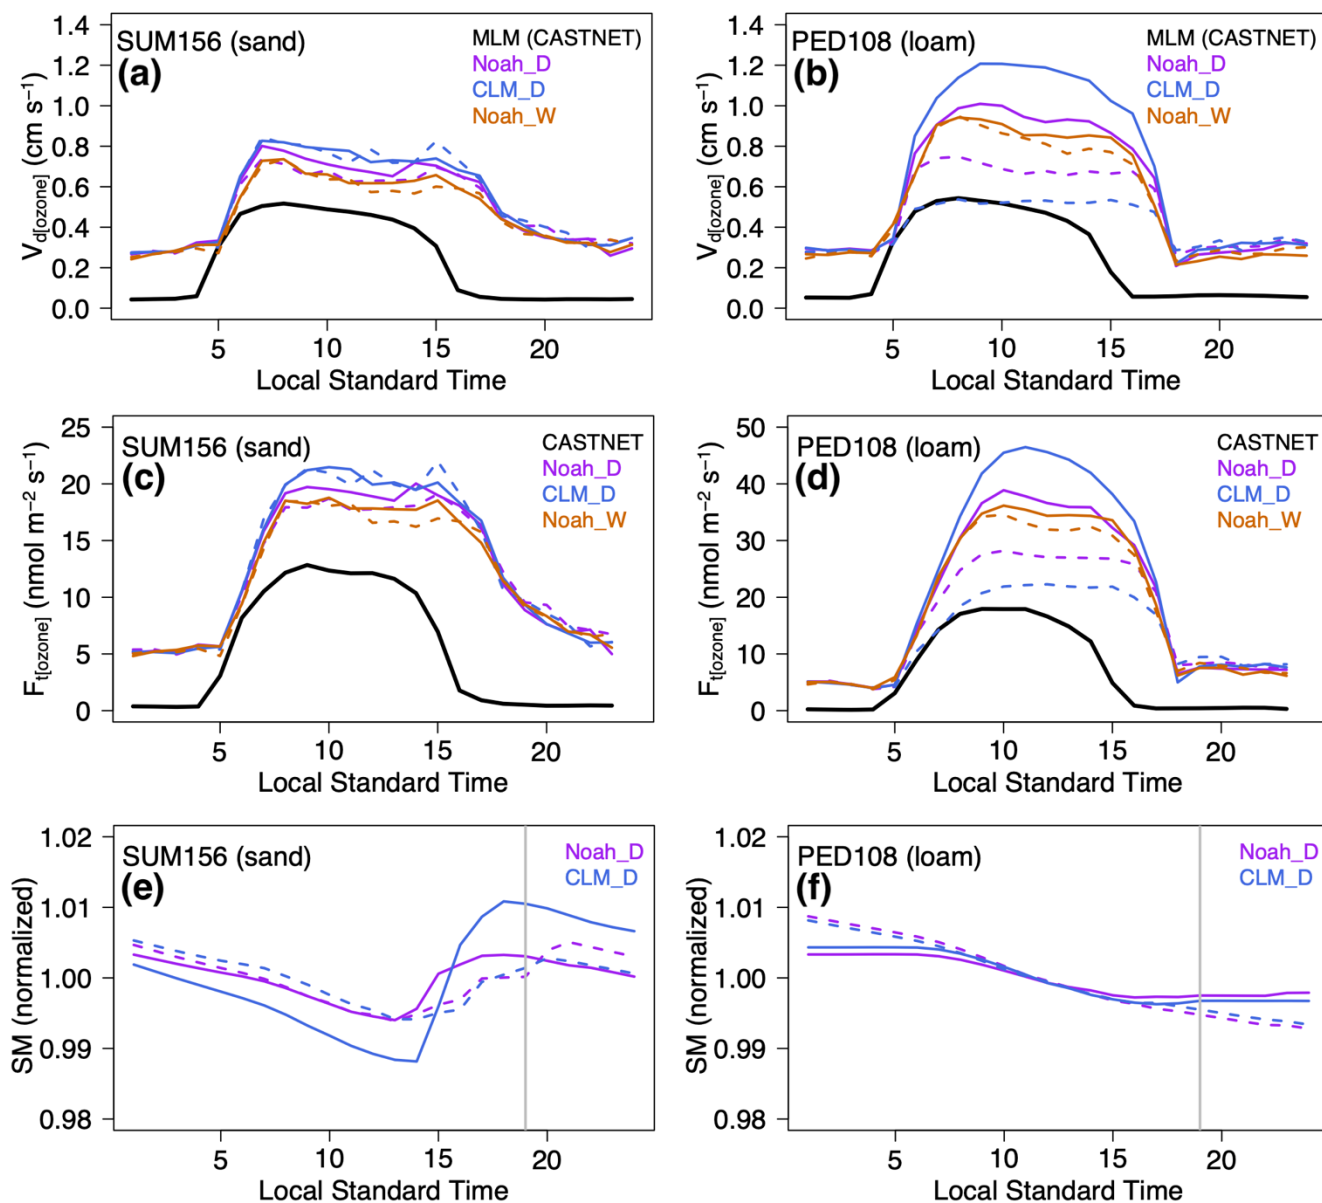 SUM156 (sand)
(a)
MLM (CASTNET)
Noah_D
CLM_D
Noah_W
1.4
1.2
1.0
0.8
0.6
0.4
0.2
0.0
Vd[ozone] (cm s−1)
5 10 15 20
Local Standard Time
PED108 (loam)
(b)
MLM (CASTNET)
Noah_D
CLM_D
Noah_W
1.4
1.2
1.0
0.8
0.6
0.4
0.2
0.0
Vd[ozone] (cm s−1)
5 10 15 20
Local Standard Time
SUM156 (sand)
(c)
CASTNET
Noah_D
CLM_D
Noah_W
25
20
15
10
5
0
Ft[ozone] (nmol m−2 s−1)
5 10 15 20
Local Standard Time
PED108 (loam)
(d)
CASTNET
Noah_D
CLM_D
Noah_W
50
40
30
20
10
0
Ft[ozone] (nmol m−2 s−1)
5 10 15 20
Local Standard Time
SUM156 (sand)
(e)
Noah_D
CLM_D
1.02
1.01
1.00
0.99
0.98
SM (normalized)
5 10 15 20
Local Standard Time
PED108 (loam)
(f)
Noah_D
CLM_D
1.02
1.01
1.00
0.99
0.98
SM (normalized)
5 10 15 20
Local Standard Time